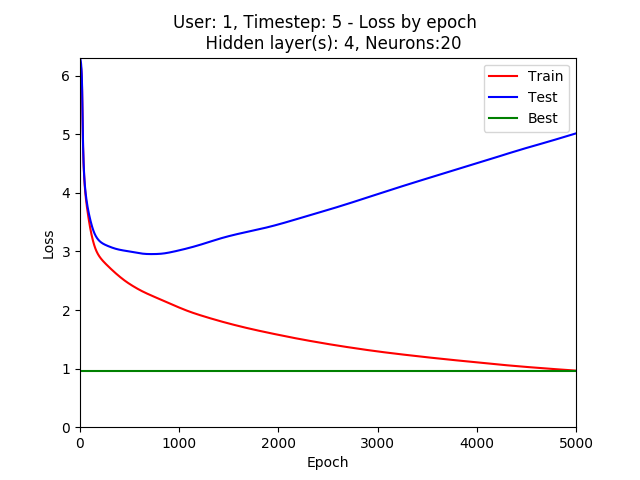 User: 1, Timestep: 5 - Loss by epoch
Hidden layer(s): 4, Neurons:20
Train
Test
Best
Loss
6
5
4
3
2
1
0
0 1000 2000 3000 4000 5000
Epoch